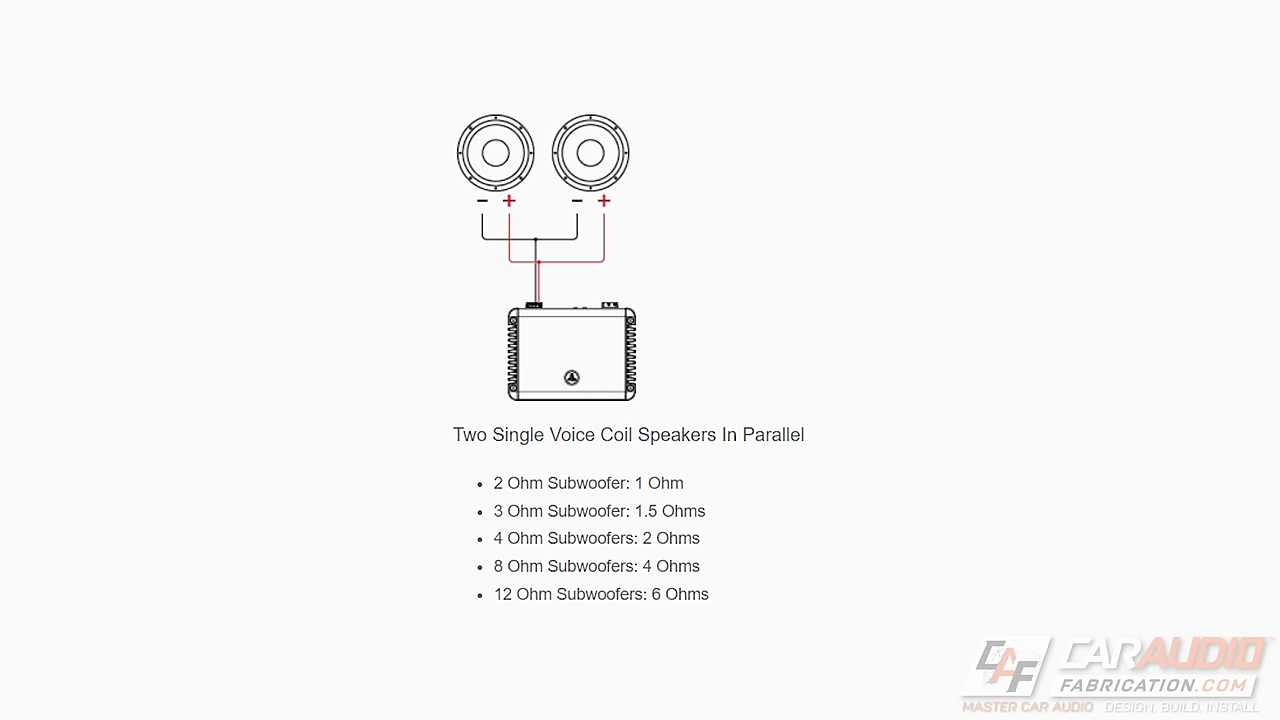 − + − +
Two Single Voice Coil Speakers In Parallel
• 2 Ohm Subwoofer: 1 Ohm
• 3 Ohm Subwoofer: 1.5 Ohms
• 4 Ohm Subwoofers: 2 Ohms
• 8 Ohm Subwoofers: 4 Ohms
• 12 Ohm Subwoofers: 6 Ohms
CAF
CARAUDIO
FABRICATION.COM
MASTER CAR AUDIO DESIGN, BUILD, INSTALL